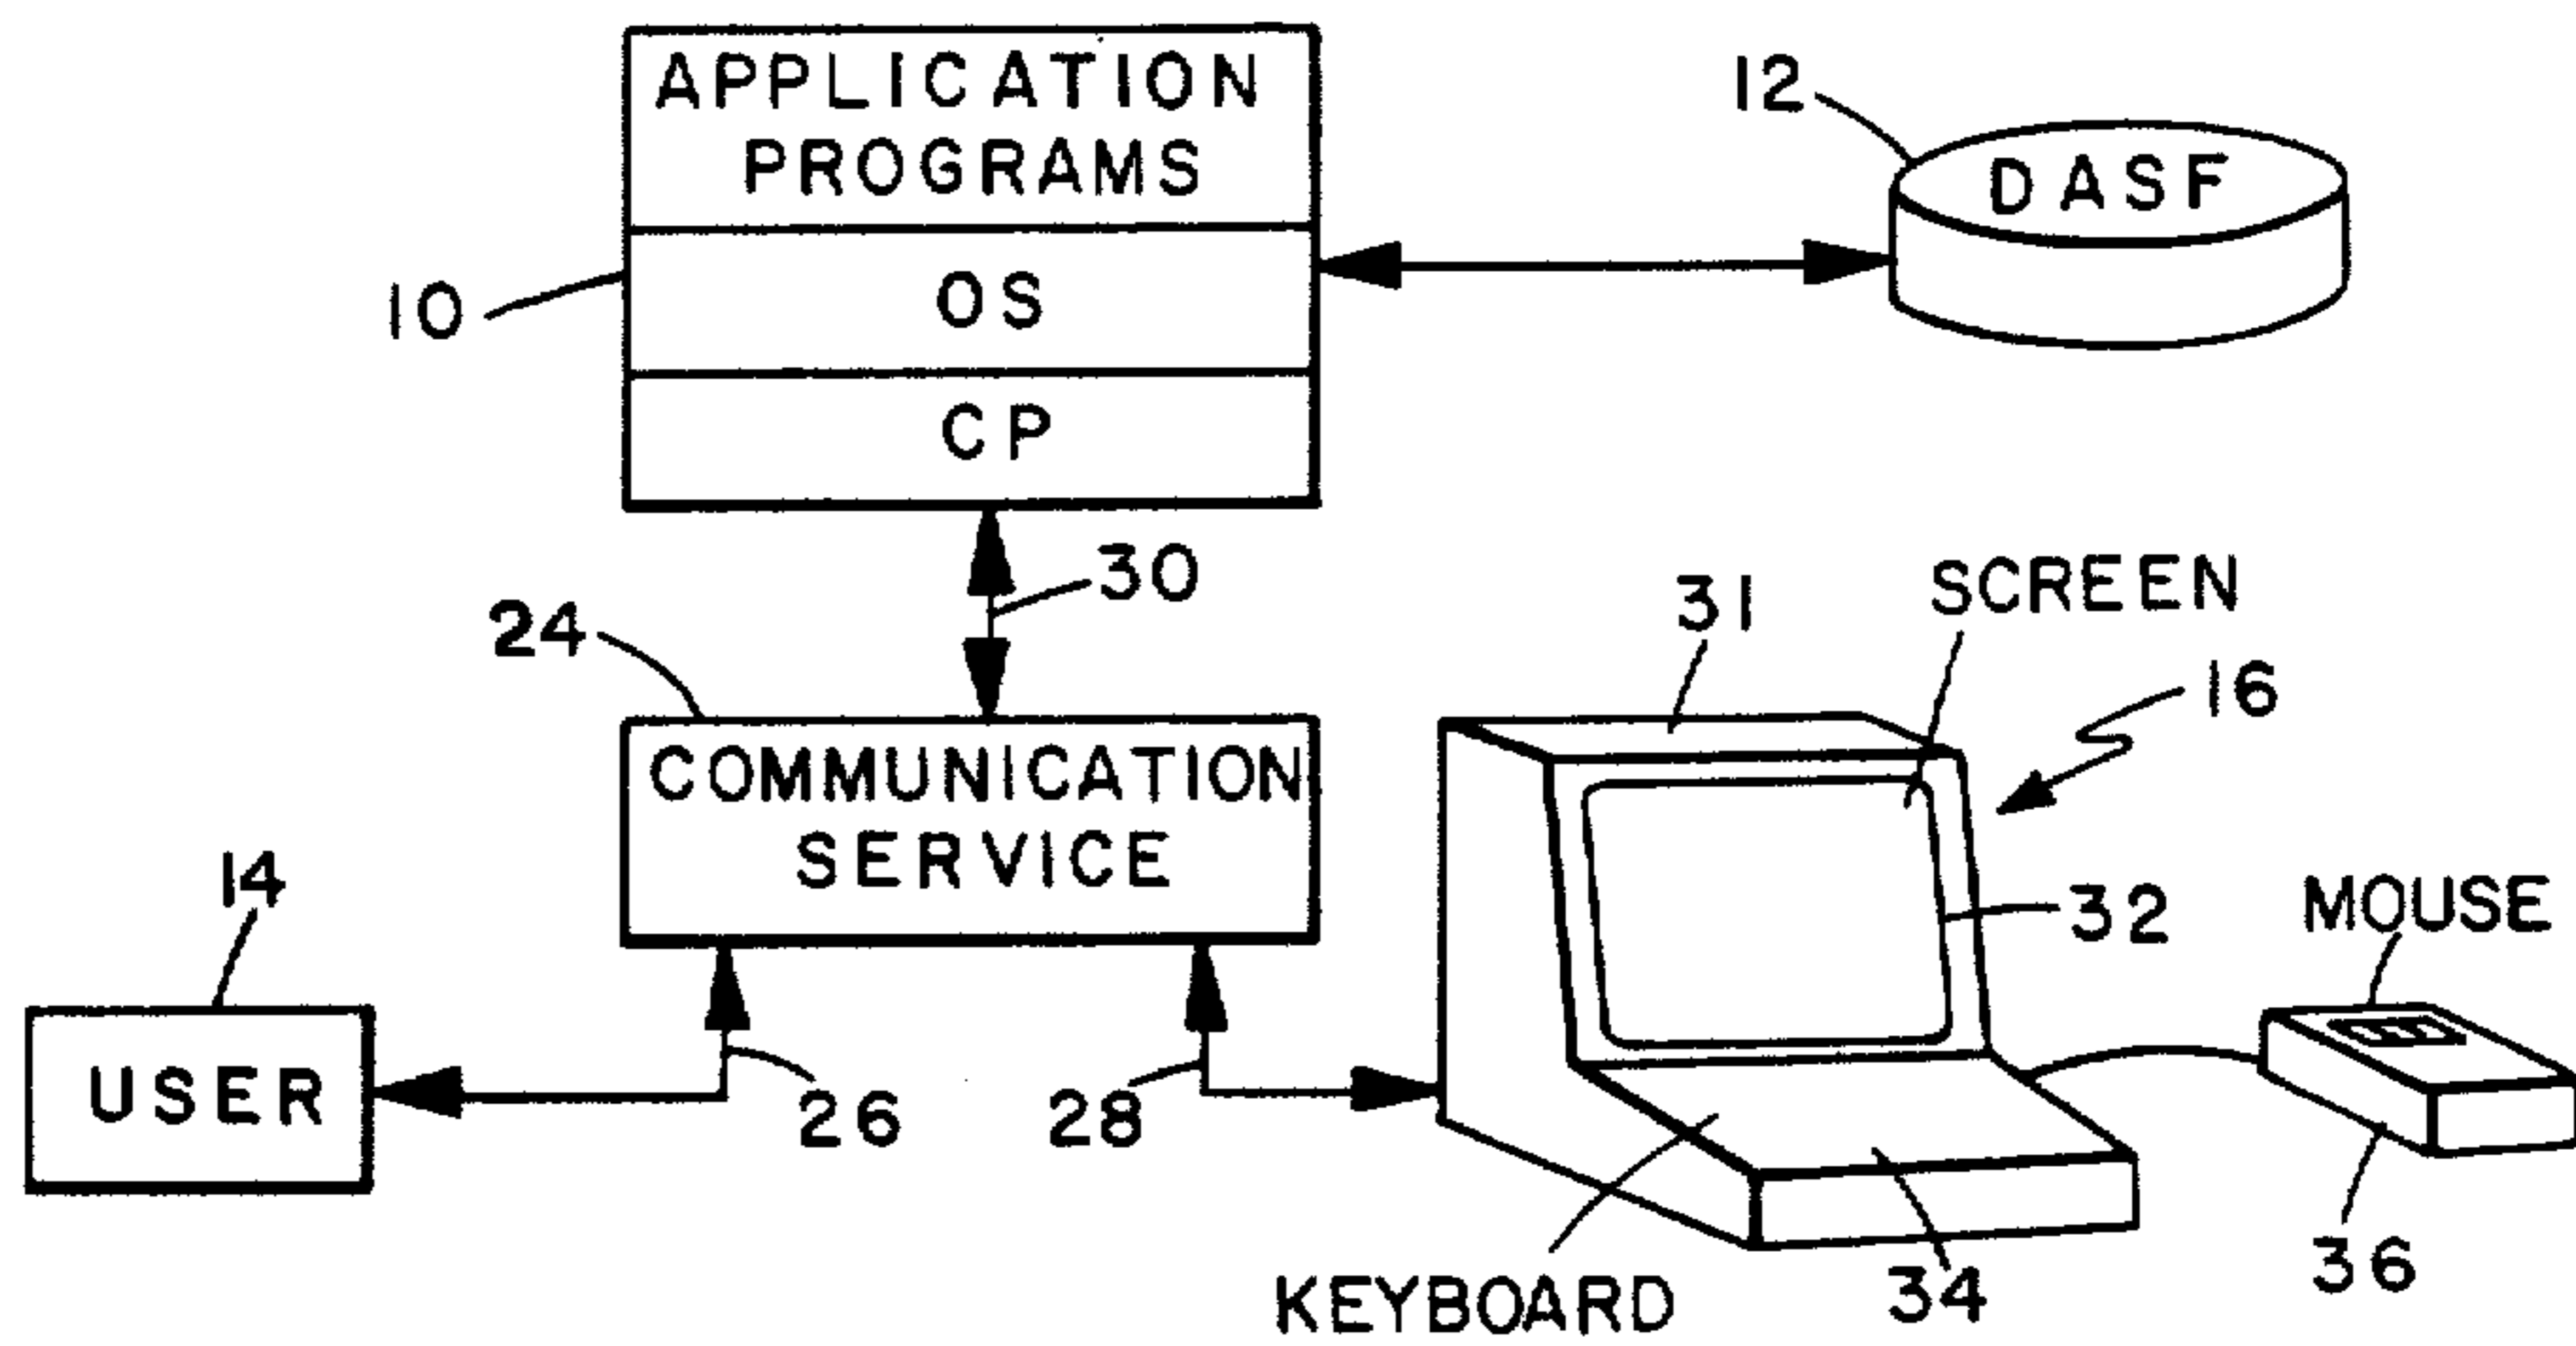 APPLICATION
PROGRAMS
12
DASF
10
OS
CP
30
24
31
SCREEN
16
COMMUNICATION
SERVICE
14
32
MOUSE
USER
26
28
36
KEYBOARD
34